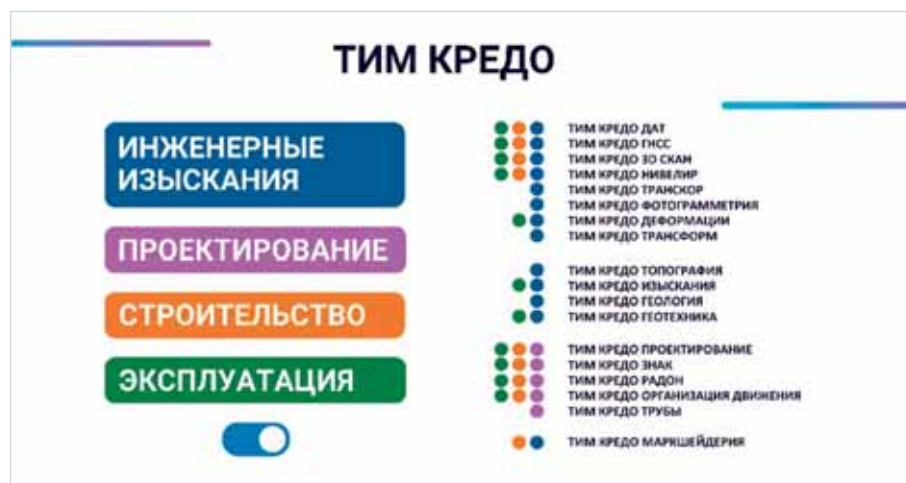 ТИМ КРЕДО
ИНЖЕНЕРНЫЕ
ИЗЫСКАНИЯ
ПРОЕКТИРОВАНИЕ
СТРОИТЕЛЬСТВО
ЭКСПЛУАТАЦИЯ
ТИМ КРЕДО ДАТ
ТИМ КРЕДО ГНСС
ТИМ КРЕДО 3D СКАН
ТИМ КРЕДО НИВЕЛИР
ТИМ КРЕДО ТРАНСКОР
ТИМ КРЕДО ФОТОГРАММЕТРИЯ
ТИМ КРЕДО ДЕФОРМАЦИИ
ТИМ КРЕДО ТРАНСФОРМ
ТИМ КРЕДО ТОПОГРАФИЯ
ТИМ КРЕДО ИЗЫСКАНИЯ
ТИМ КРЕДО ГЕОЛОГИЯ
ТИМ КРЕДО ГЕОТЕХНИКА
ТИМ КРЕДО ПРОЕКТИРОВАНИЕ
ТИМ КРЕДО ЗНАК
ТИМ КРЕДО РАДОН
ТИМ КРЕДО ОРГАНИЗАЦИЯ ДВИЖЕНИЯ
ТИМ КРЕДО ТРУБЫ
ТИМ КРЕДО МАРКШЕЙДЕРИЯ